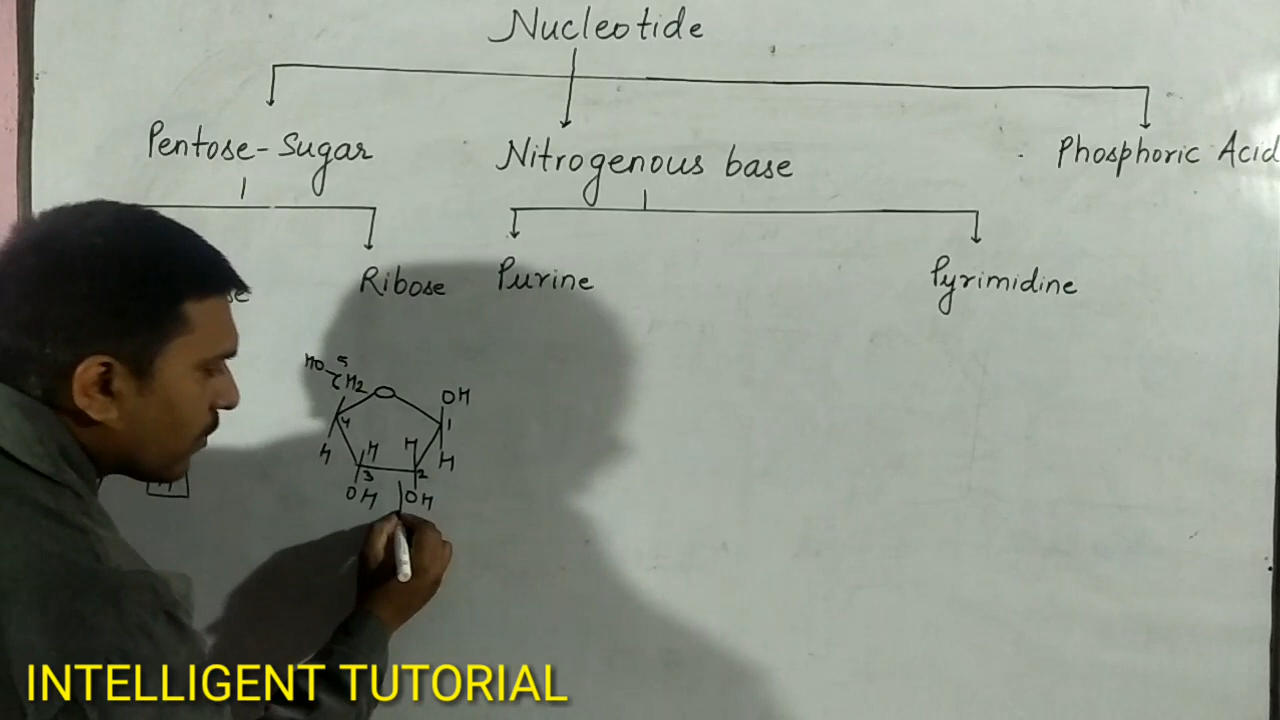 Nucleotide
Pentose-Sugar Nitrogenous base Phosphoric Acid
Ribose Purine Pyrimidine
HO 5
CH2 O OH
4 1
H H H H
3 2
OH OH
H
INTELLIGENT TUTORIAL